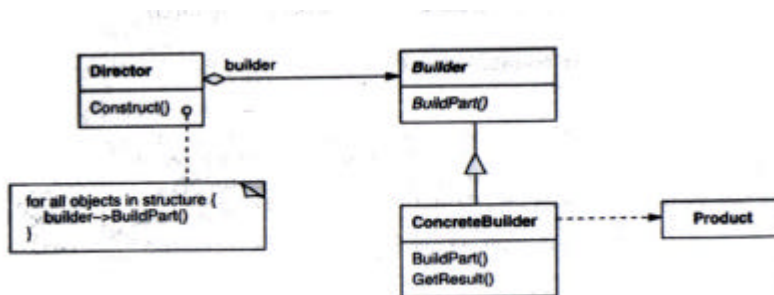 Director
builder
Builder
Construct()
BuildPart()
for all objects in structure {
builder->BuildPart()
}
ConcreteBuilder
Product
BuildPart()
GetResult()